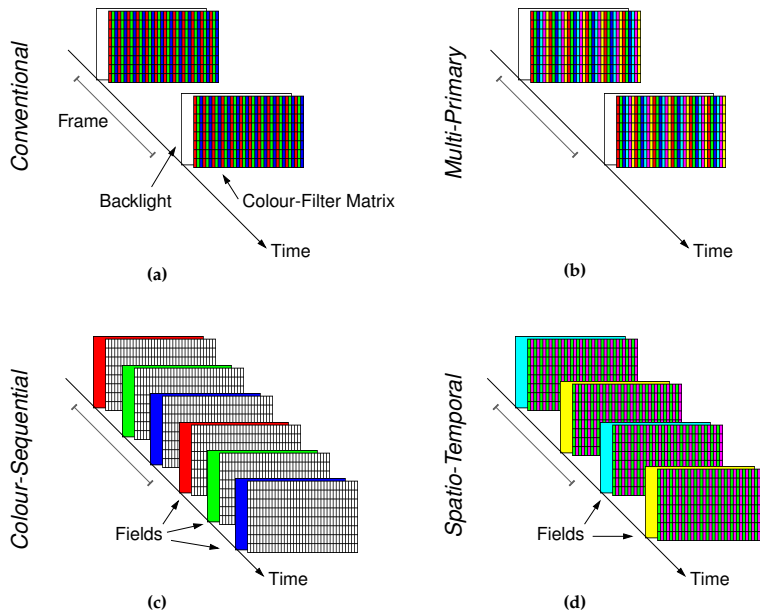 Conventional
Frame
Backlight
Colour-Filter Matrix
Time
(a)
Multi-Primary
Time
(b)
Colour-Sequential
Fields
Time
(c)
Spatio-Temporal
Fields
Time
(d)